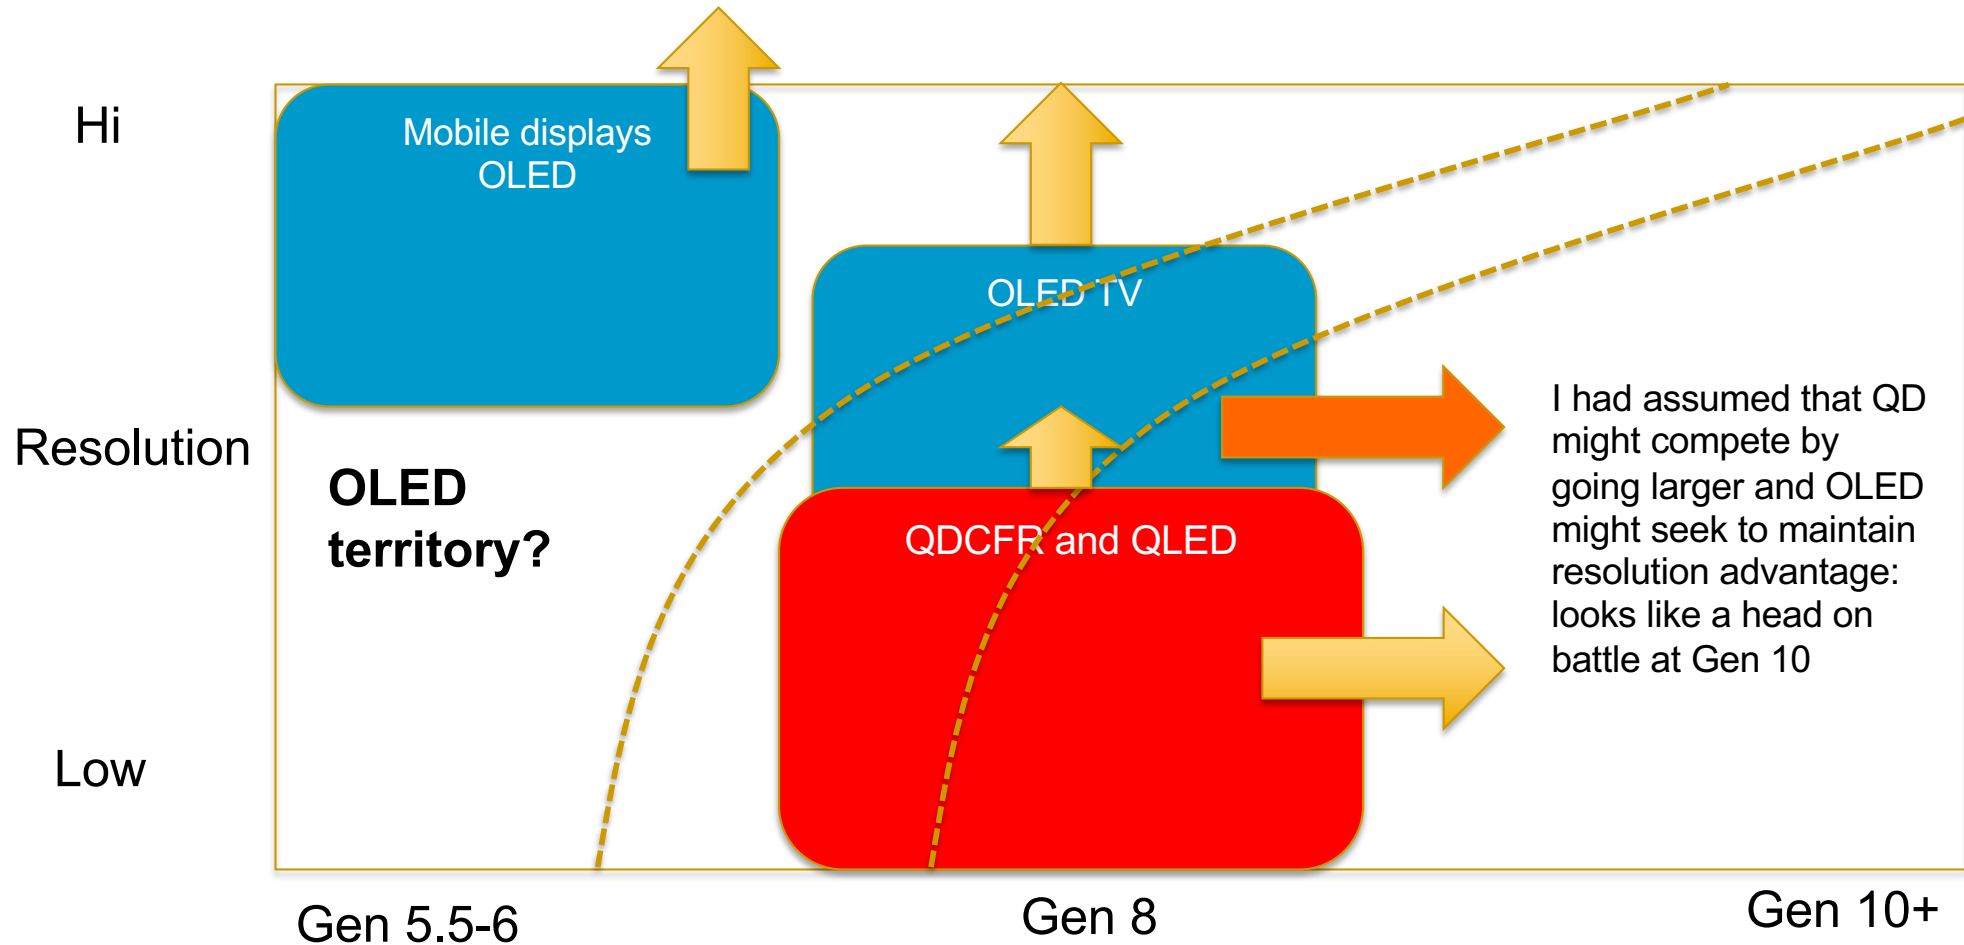 Hi
Mobile displays
OLED
OLED TV
Resolution
OLED
territory?
QDCFR and QLED
I had assumed that QD
might compete by
going larger and OLED
might seek to maintain
resolution advantage:
looks like a head on
battle at Gen 10
Low
Gen 5.5-6
Gen 8
Gen 10+